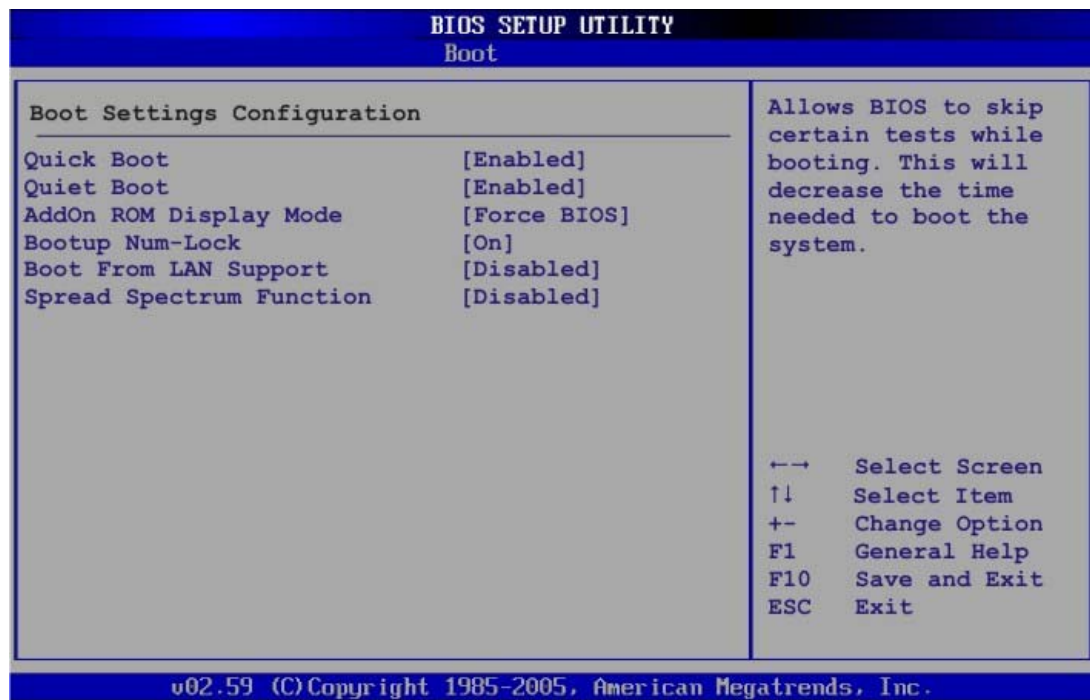 BIOS SETUP UTILITY
Boot
Boot Settings Configuration
Quick Boot [Enabled]
Quiet Boot [Enabled]
AddOn ROM Display Mode [Force BIOS]
Bootup Num-Lock [On]
Boot From LAN Support [Disabled]
Spread Spectrum Function [Disabled]
Allows BIOS to skip
certain tests while
booting. This will
decrease the time
needed to boot the
system.
←→ Select Screen
↑↓ Select Item
+- Change Option
F1 General Help
F10 Save and Exit
ESC Exit
v02.59 (C)Copyright 1985-2005, American Megatrends, Inc.